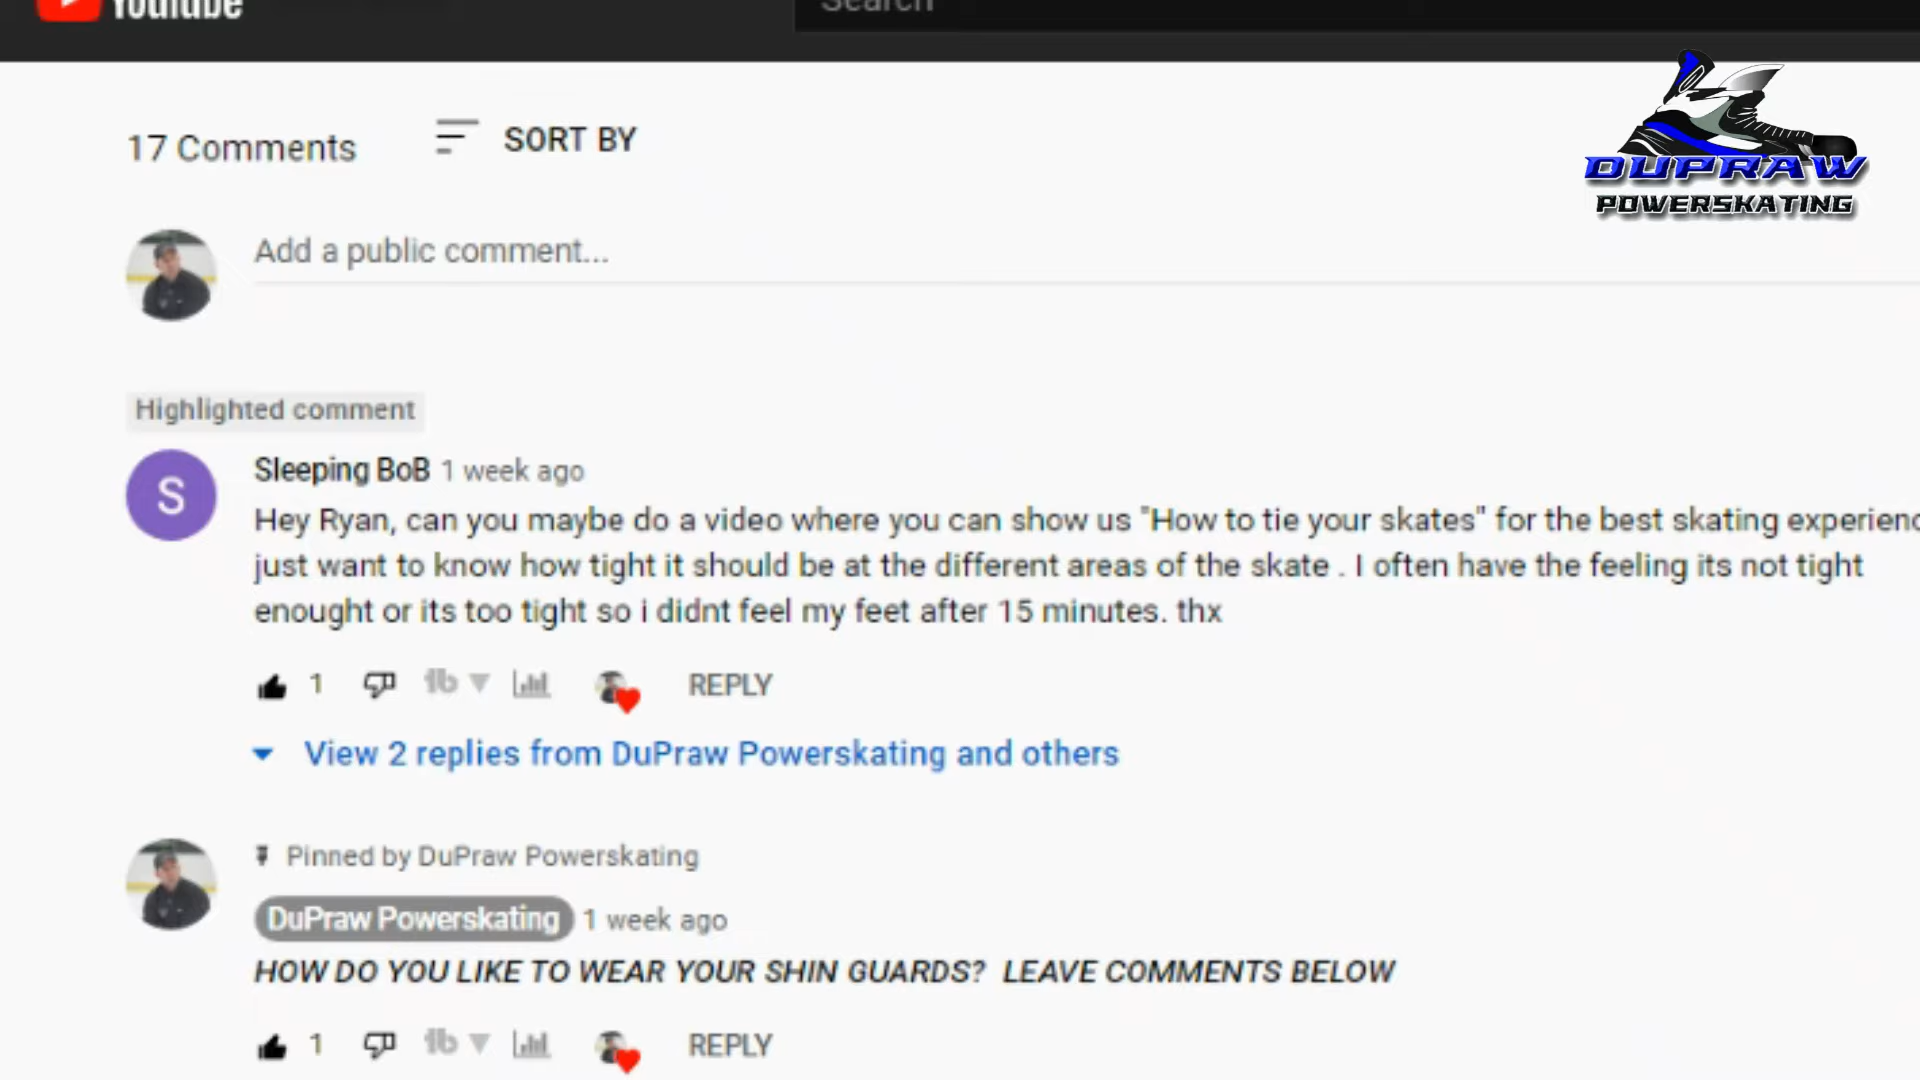 YouTube
Search
DUPRAW
POWERSKATING
17 Comments
SORT BY
Add a public comment...
Highlighted comment
S
Sleeping BoB 1 week ago
Hey Ryan, can you maybe do a video where you can show us "How to tie your skates" for the best skating experienc
just want to know how tight it should be at the different areas of the skate . I often have the feeling its not tight
enought or its too tight so i didnt feel my feet after 15 minutes. thx
1 REPLY
View 2 replies from DuPraw Powerskating and others
Pinned by DuPraw Powerskating
DuPraw Powerskating 1 week ago
HOW DO YOU LIKE TO WEAR YOUR SHIN GUARDS? LEAVE COMMENTS BELOW
1 REPLY